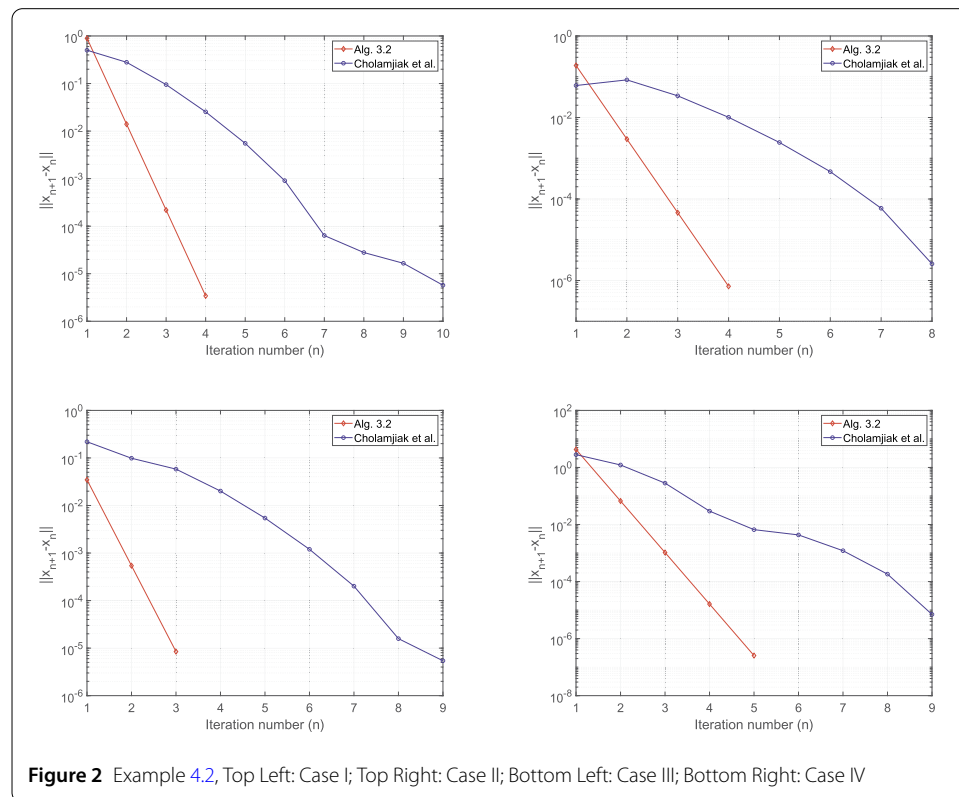 10^0
10^-1
10^-2
10^-3
10^-4
10^-5
10^-6
||x_{n+1}-x_n||
Alg. 3.2
Cholamjiak et al.
1 2 3 4 5 6 7 8 9 10
Iteration number (n)
10^0
10^-2
10^-4
10^-6
||x_{n+1}-x_n||
Alg. 3.2
Cholamjiak et al.
1 2 3 4 5 6 7 8
Iteration number (n)
10^0
10^-1
10^-2
10^-3
10^-4
10^-5
10^-6
||x_{n+1}-x_n||
Alg. 3.2
Cholamjiak et al.
1 2 3 4 5 6 7 8 9
Iteration number (n)
10^2
10^0
10^-2
10^-4
10^-6
10^-8
||x_{n+1}-x_n||
Alg. 3.2
Cholamjiak et al.
1 2 3 4 5 6 7 8 9
Iteration number (n)
Figure 2 Example 4.2, Top Left: Case I; Top Right: Case II; Bottom Left: Case III; Bottom Right: Case IV